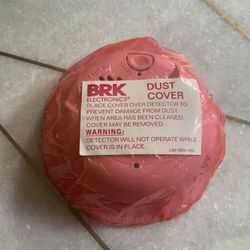 BRK DUST
ELECTRONICS® COVER
PLACE COVER OVER DETECTOR TO
PREVENT DAMAGE FROM DUST.
WHEN AREA HAS BEEN CLEANED,
COVER MAY BE REMOVED.
WARNING:
DETECTOR WILL NOT OPERATE WHILE
COVER IS IN PLACE.